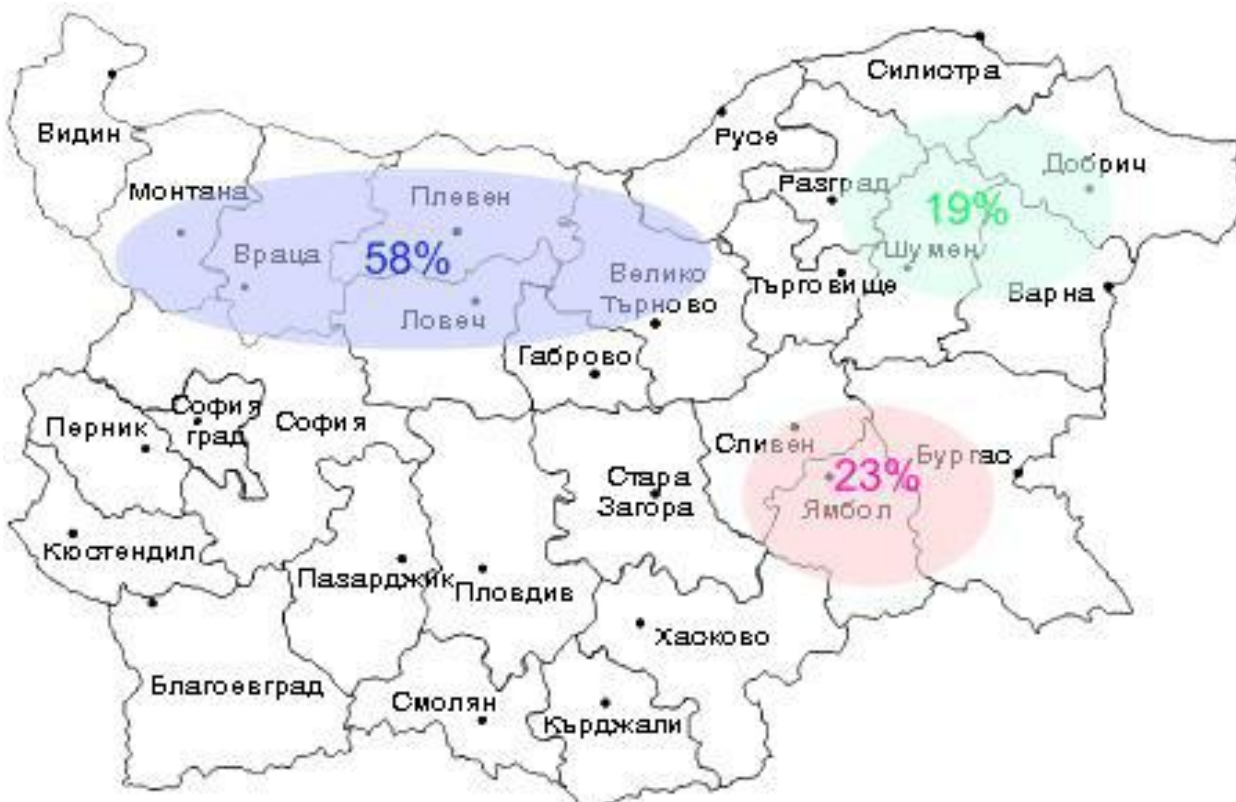 Силистра
Видин
Русе
Добрич
Монтана
Разград
Плевен
19%
Враца
58%
Шумен
Велико
Търново
Търговище
Варна
Ловеч
Габрово
София
град
София
Перник
Сливен
Бургас
23%
Ямбол
Стара
Загора
Кюстендил
Пазарджик
Пловдив
Хасково
Благоевград
Смолян
Кърджали